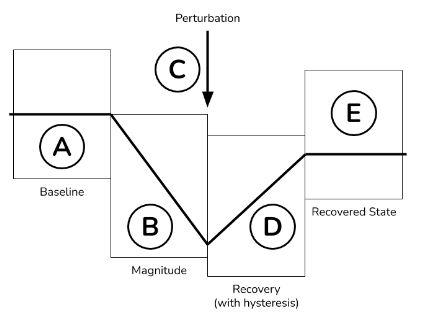 Perturbation
C
E
A
B
D
Baseline
Magnitude
Recovered State
Recovery
(with hysteresis)